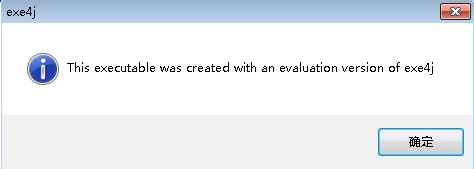 exe4j
This executable was created with an evaluation version of exe4j
确定